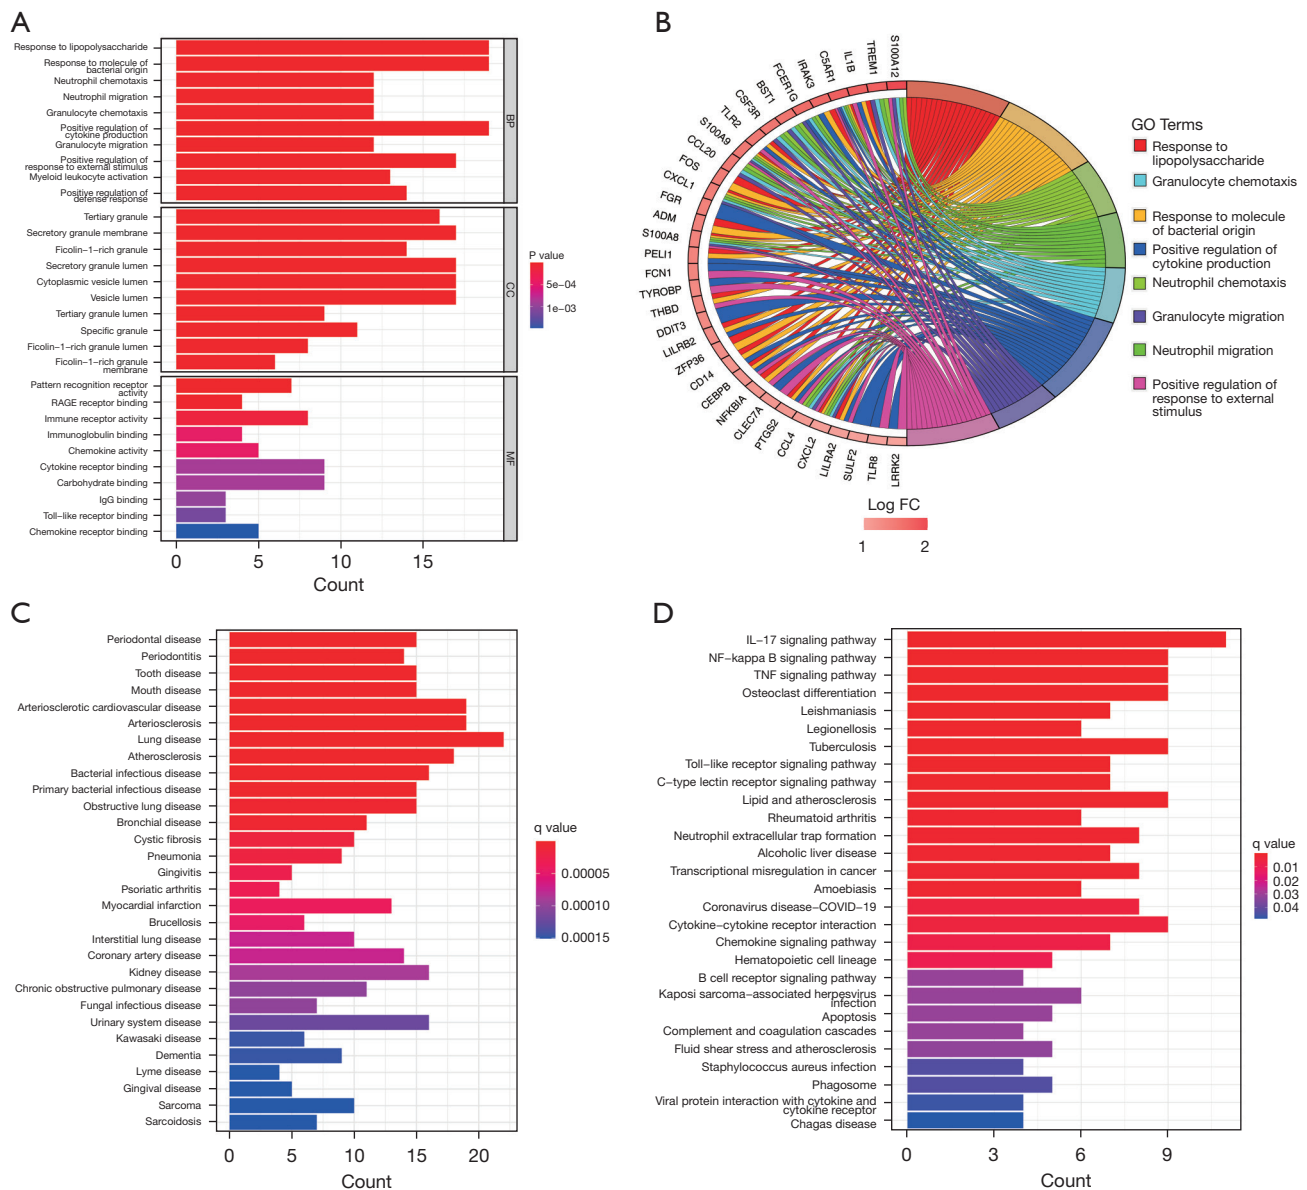 A
Response to lipopolysaccharide
Response to molecule of
bacterial origin
Neutrophil chemotaxis
Neutrophil migration
Granulocyte chemotaxis
Positive regulation of
cytokine production
Granulocyte migration
Positive regulation of
response to external stimulus
Myeloid leukocyte activation
Positive regulation of
defense response
BP
Tertiary granule
Secretory granule membrane
Ficolin−1−rich granule
Secretory granule lumen
Cytoplasmic vesicle lumen
Vesicle lumen
Tertiary granule lumen
Specific granule
Ficolin−1−rich granule lumen
Ficolin−1−rich granule
membrane
CC
Pattern recognition receptor
activity
RAGE receptor binding
Immune receptor activity
Immunoglobulin binding
Chemokine activity
Cytokine receptor binding
Carbohydrate binding
IgG binding
Toll−like receptor binding
Chemokine receptor binding
MF
0 5 10 15
Count
P value
5e−04
1e−03
B
S100A12
TREM1
IL1B
C5AR1
IRAK3
FCER1G
BST1
CSF3R
TLR2
S100A9
CCL20
FOS
CXCL1
FGR
ADM
S100A8
PELI1
FCN1
TYROBP
THBD
DDIT3
LILRB2
ZFP36
CD14
CEBPB
NFKBIA
CLEC7A
PTGS2
CCL4
CXCL2
LILRA2
SULF2
TLR8
LRRK2
Log FC
1 2
GO Terms
Response to
lipopolysaccharide
Granulocyte chemotaxis
Response to molecule
of bacterial origin
Positive regulation of
cytokine production
Neutrophil chemotaxis
Granulocyte migration
Neutrophil migration
Positive regulation of
response to external
stimulus
C
Periodontal disease
Periodontitis
Tooth disease
Mouth disease
Arteriosclerotic cardiovascular disease
Arteriosclerosis
Lung disease
Atherosclerosis
Bacterial infectious disease
Primary bacterial infectious disease
Obstructive lung disease
Bronchial disease
Cystic fibrosis
Pneumonia
Gingivitis
Psoriatic arthritis
Myocardial infarction
Brucellosis
Interstitial lung disease
Coronary artery disease
Kidney disease
Chronic obstructive pulmonary disease
Fungal infectious disease
Urinary system disease
Kawasaki disease
Dementia
Lyme disease
Gingival disease
Sarcoma
Sarcoidosis
0 5 10 15 20
Count
q value
0.00005
0.00010
0.00015
D
IL−17 signaling pathway
NF−kappa B signaling pathway
TNF signaling pathway
Osteoclast differentiation
Leishmaniasis
Legionellosis
Tuberculosis
Toll−like receptor signaling pathway
C−type lectin receptor signaling pathway
Lipid and atherosclerosis
Rheumatoid arthritis
Neutrophil extracellular trap formation
Alcoholic liver disease
Transcriptional misregulation in cancer
Amoebiasis
Coronavirus disease−COVID−19
Cytokine−cytokine receptor interaction
Chemokine signaling pathway
Hematopoietic cell lineage
B cell receptor signaling pathway
Kaposi sarcoma−associated herpesvirus
infection
Apoptosis
Complement and coagulation cascades
Fluid shear stress and atherosclerosis
Staphylococcus aureus infection
Phagosome
Viral protein interaction with cytokine and
cytokine receptor
Chagas disease
0 3 6 9
Count
q value
0.01
0.02
0.03
0.04